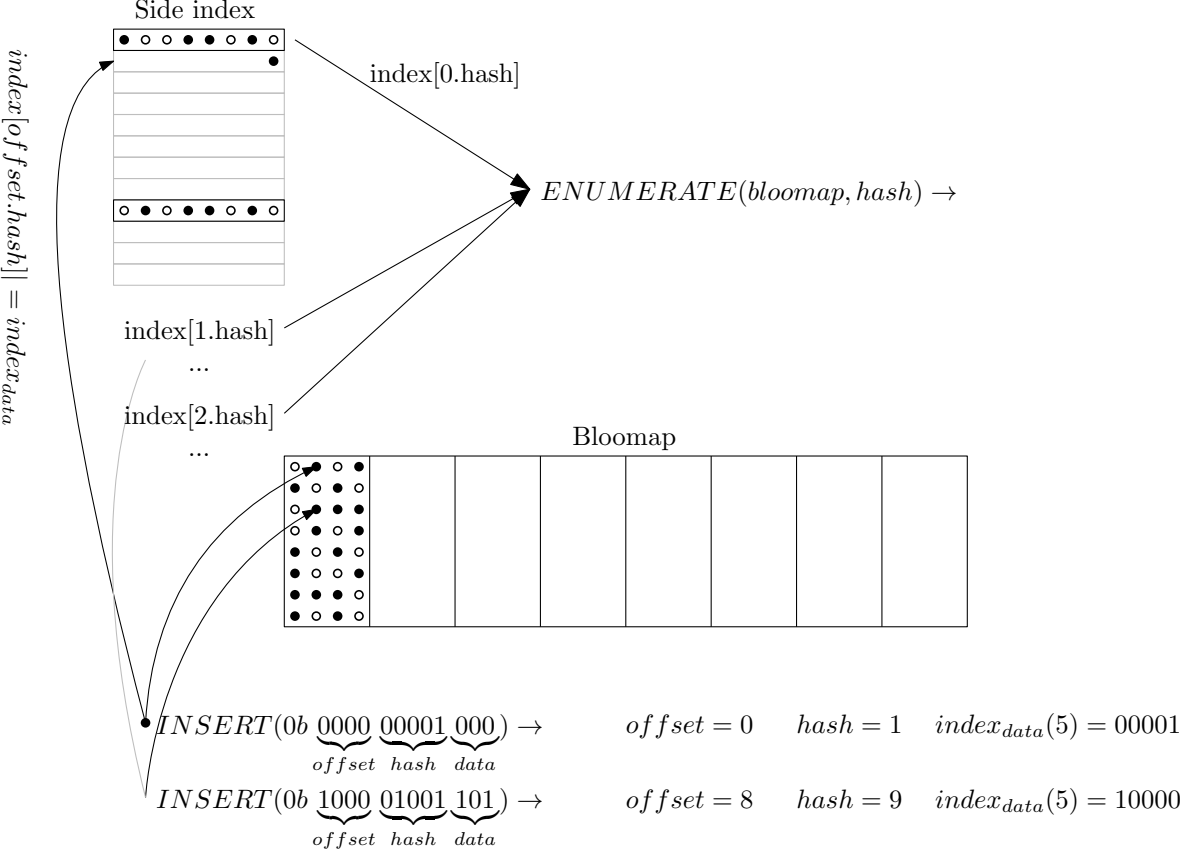 Side index
index[offset.hash]| = index_data
index[0.hash]
ENUMERATE(bloomap, hash) →
index[1.hash]
...
index[2.hash]
...
Bloomap
INSERT(0b 0000 00001 000) → offset = 0 hash = 1 index_data(5) = 00001
offset hash data
INSERT(0b 1000 01001 101) → offset = 8 hash = 9 index_data(5) = 10000
offset hash data